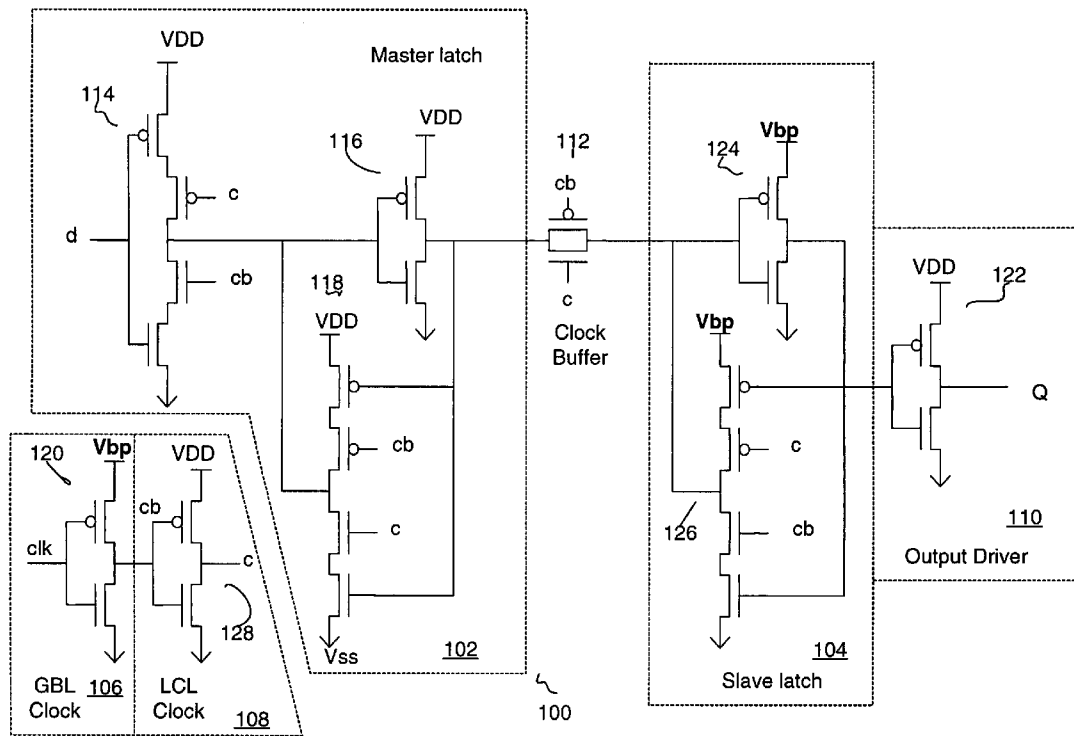 VDD
Master latch
114
VDD
116
112
124
Vbp
cb
c
d
VDD
122
cb
118
c
VDD
Clock
Buffer
Vbp
Q
120
Vbp
VDD
cb
c
cb
clk
c
c
126
cb
110
Output Driver
128
Vss
102
104
GBL
Clock
106
LCL
Clock
108
100
Slave latch